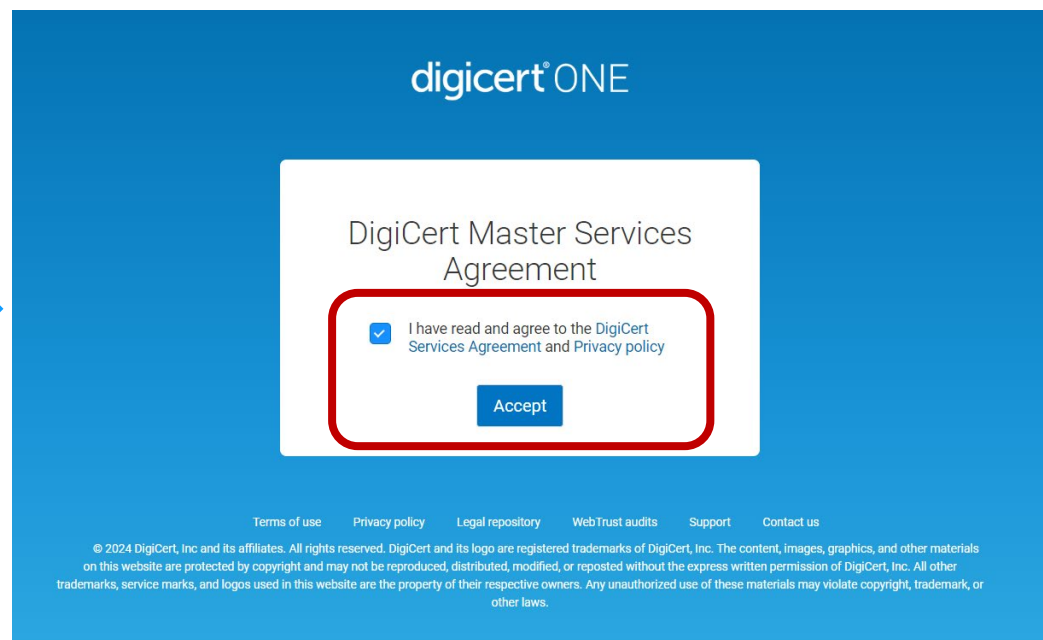 digicert® ONE
DigiCert Master Services
Agreement
I have read and agree to the DigiCert
Services Agreement and Privacy policy
Accept
Terms of use Privacy policy Legal repository WebTrust audits Support Contact us
© 2024 DigiCert, Inc and its affiliates. All rights reserved. DigiCert and its logo are registered trademarks of DigiCert, Inc. The content, images, graphics, and other materials
on this website are protected by copyright and may not be reproduced, distributed, modified, or reposted without the express written permission of DigiCert, Inc. All other
trademarks, service marks, and logos used in this website are the property of their respective owners. Any unauthorized use of these materials may violate copyright, trademark, or
other laws.